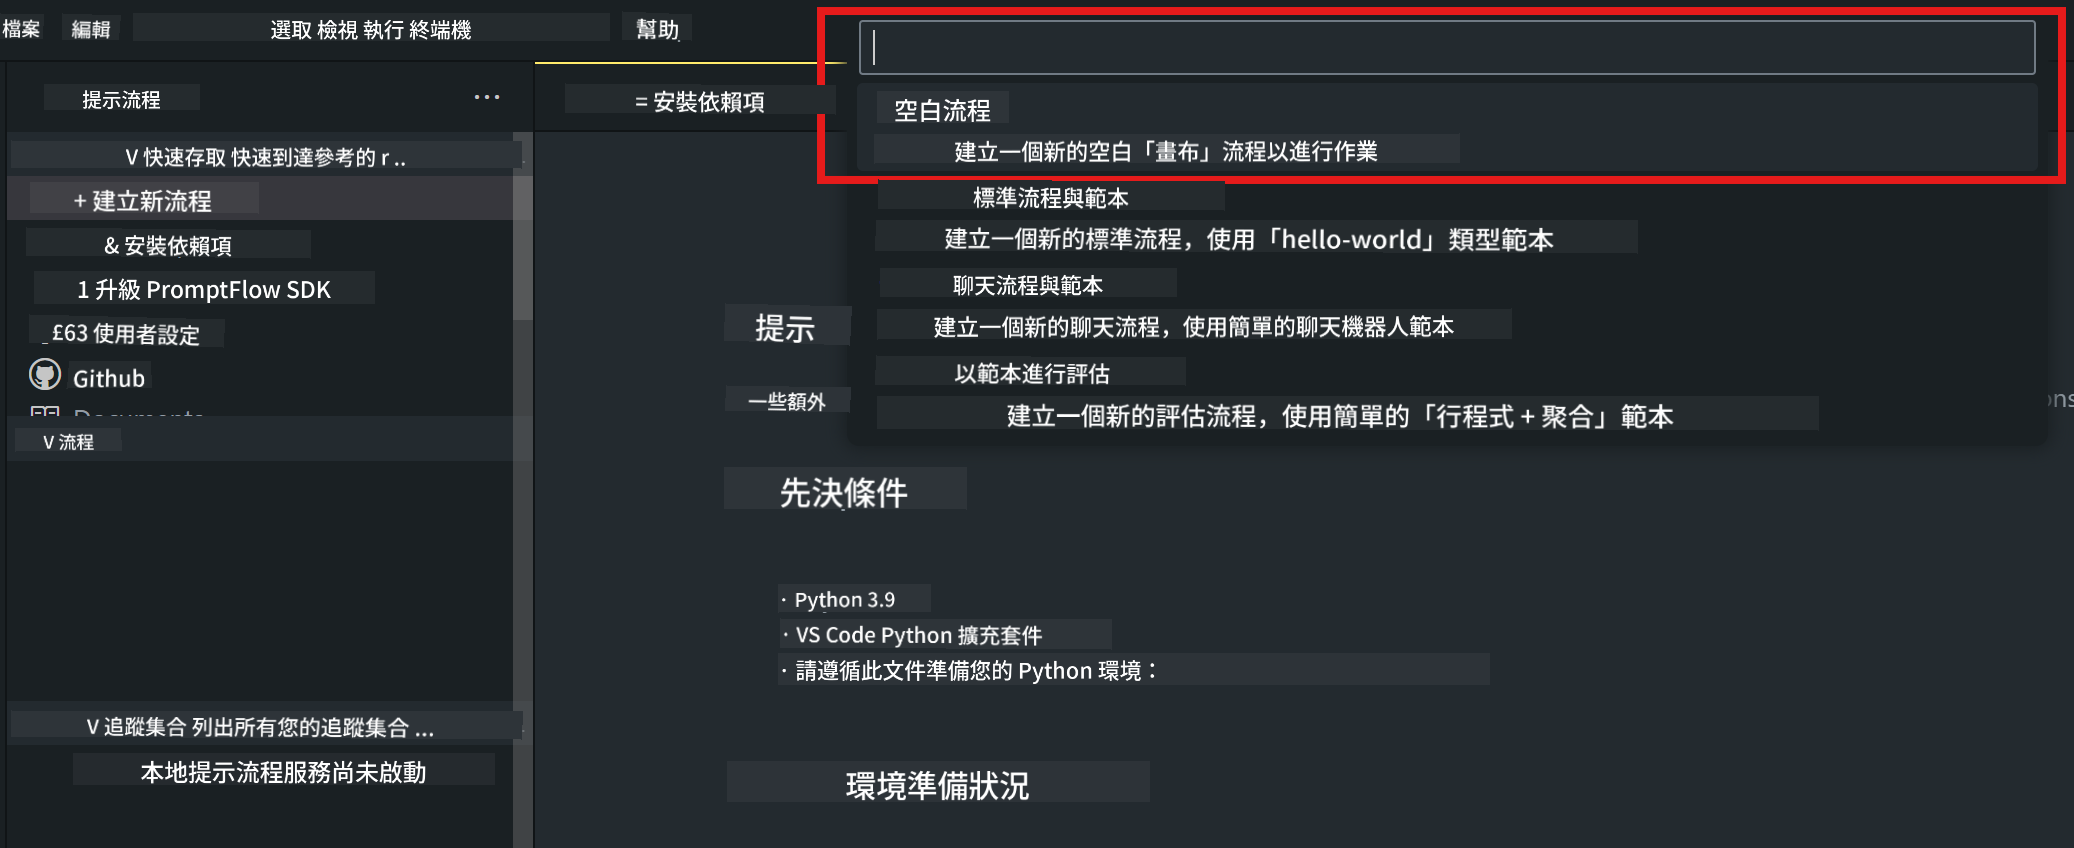 檔案 編輯 選取 檢視 執行 終端機 幫助
提示流程 ...
V 快速存取 快速到達參考的 r ..
+ 建立新流程
& 安裝依賴項
1 升級 PromptFlow SDK
£63 使用者設定
Github
Documents
V 流程
V 追蹤集合 列出所有您的追蹤集合 ...
本地提示流程服務尚未啟動
= 安裝依賴項
空白流程
建立一個新的空白「畫布」流程以進行作業
標準流程與範本
建立一個新的標準流程，使用「hello-world」類型範本
聊天流程與範本
建立一個新的聊天流程，使用簡單的聊天機器人範本
以範本進行評估
建立一個新的評估流程，使用簡單的「行程式 + 聚合」範本
提示
一些額外
先決條件
· Python 3.9
· VS Code Python 擴充套件
· 請遵循此文件準備您的 Python 環境：
環境準備狀況